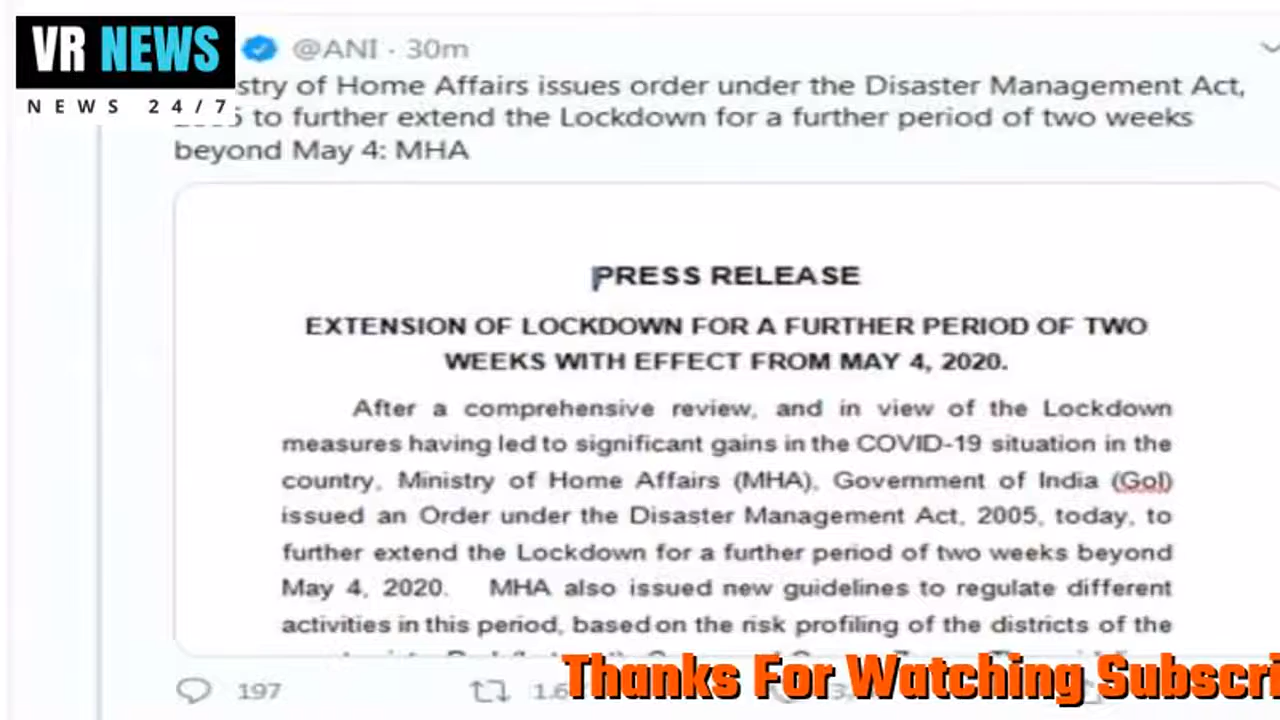 VR NEWS
NEWS 24/7
@ANI · 30m
stry of Home Affairs issues order under the Disaster Management Act,
to further extend the Lockdown for a further period of two weeks
beyond May 4: MHA
PRESS RELEASE
EXTENSION OF LOCKDOWN FOR A FURTHER PERIOD OF TWO
WEEKS WITH EFFECT FROM MAY 4, 2020.
After a comprehensive review, and in view of the Lockdown
measures having led to significant gains in the COVID-19 situation in the
country, Ministry of Home Affairs (MHA), Government of India (GoI)
issued an Order under the Disaster Management Act, 2005, today, to
further extend the Lockdown for a further period of two weeks beyond
May 4, 2020. MHA also issued new guidelines to regulate different
activities in this period, based on the risk profiling of the districts of the
197
Thanks For Watching Subscri